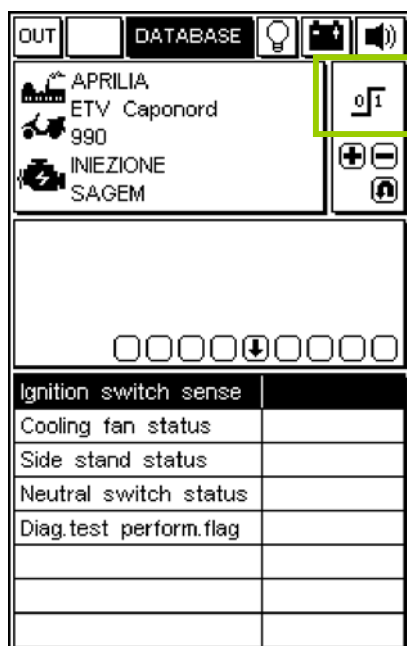 OUT DATABASE
APRILIA
ETV Caponord
990
INIEZIONE
SAGEM
0 1
Ignition switch sense
Cooling fan status
Side stand status
Neutral switch status
Diag.test perform.flag